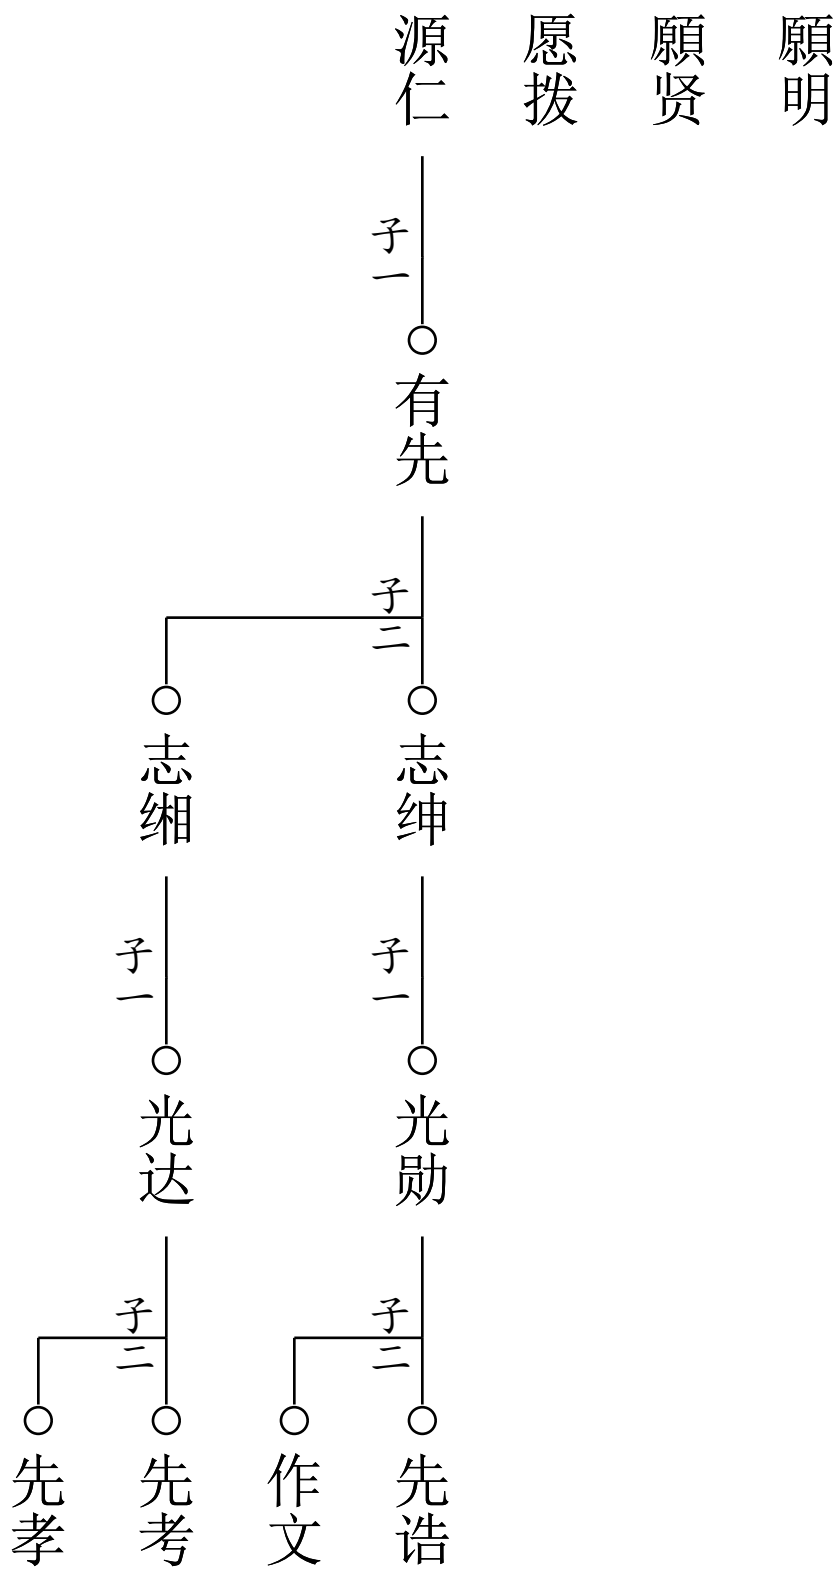 願明
願贤
愿拨
源仁
子一
有先
子二
志绅
志缃
子一
子一
光勋
光达
子二
子二
先诰
作文
先考
先孝